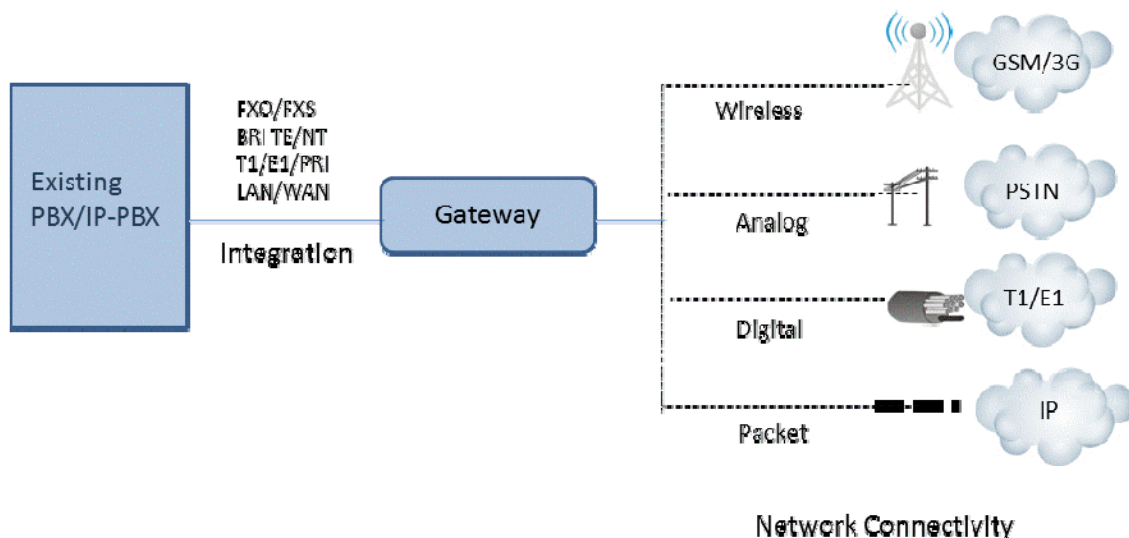 Existing
PBX/IP-PBX
FXO/FXS
BRI TE/NT
T1/E1/PRI
LAN/WAN
Integration
Gateway
Wireless
GSM/3G
Analog
PSTN
Digital
T1/E1
Packet
IP
Network Connectivity